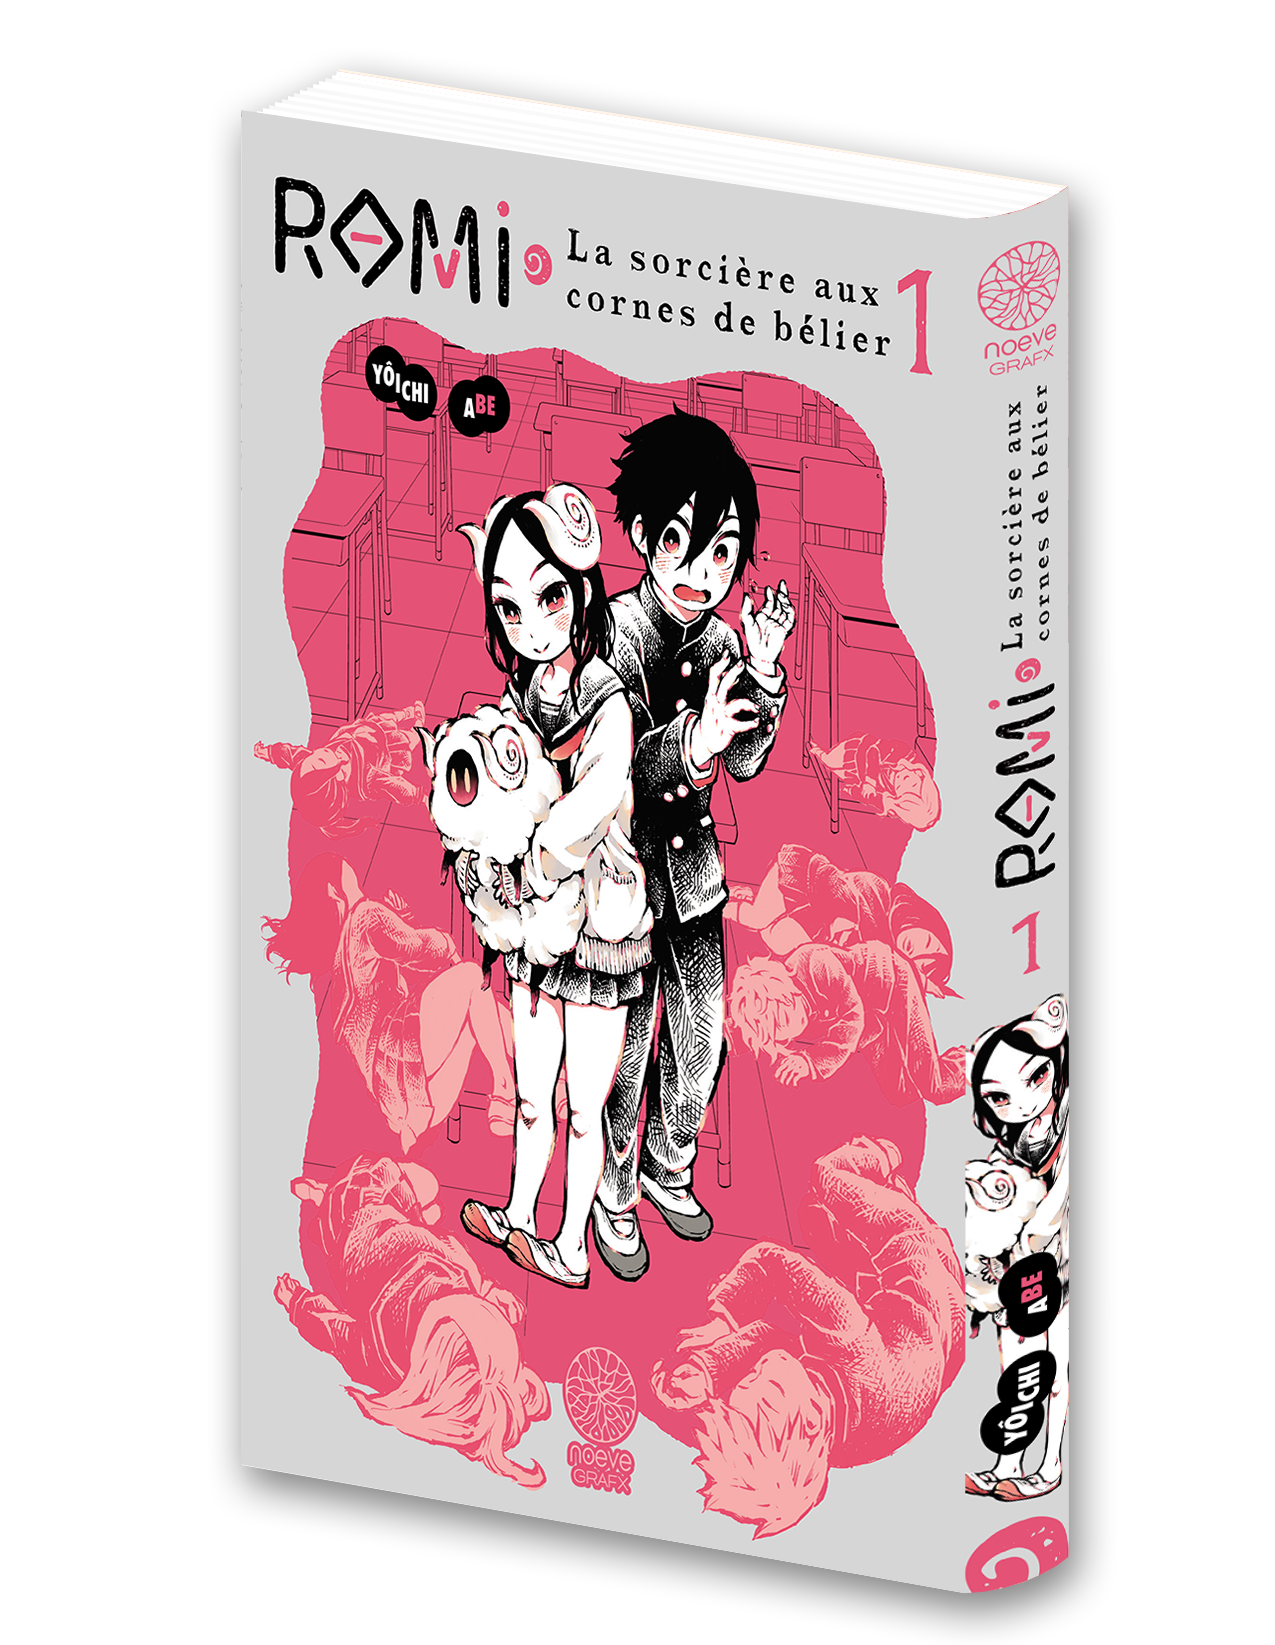 ROMi
La sorcière aux
cornes de bélier
1
YÔICHI ABE
noeve
GRAFX
noeve
GRAFX
La sorcière aux
cornes de bélier
ROMi
1
YÔICHI ABE